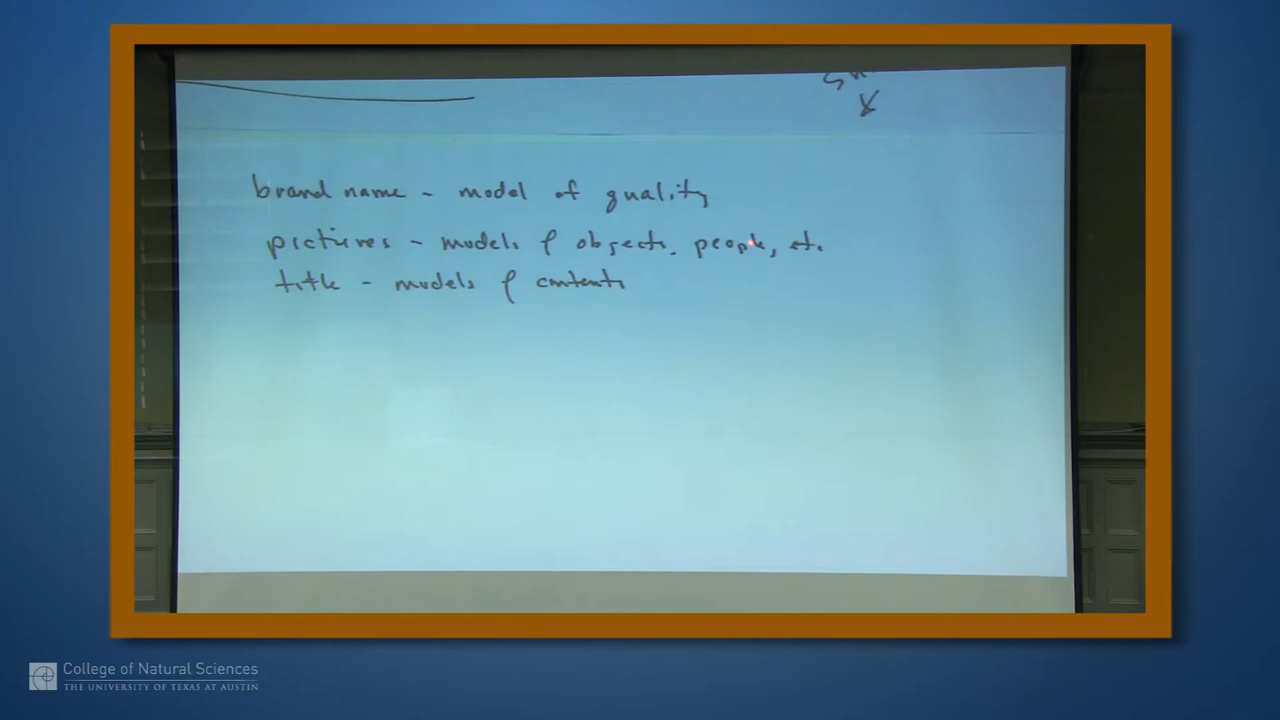 brand name - model of quality
pictures - models of objects, people, etc.
title - models of contents
College of Natural Sciences
THE UNIVERSITY OF TEXAS AT AUSTIN